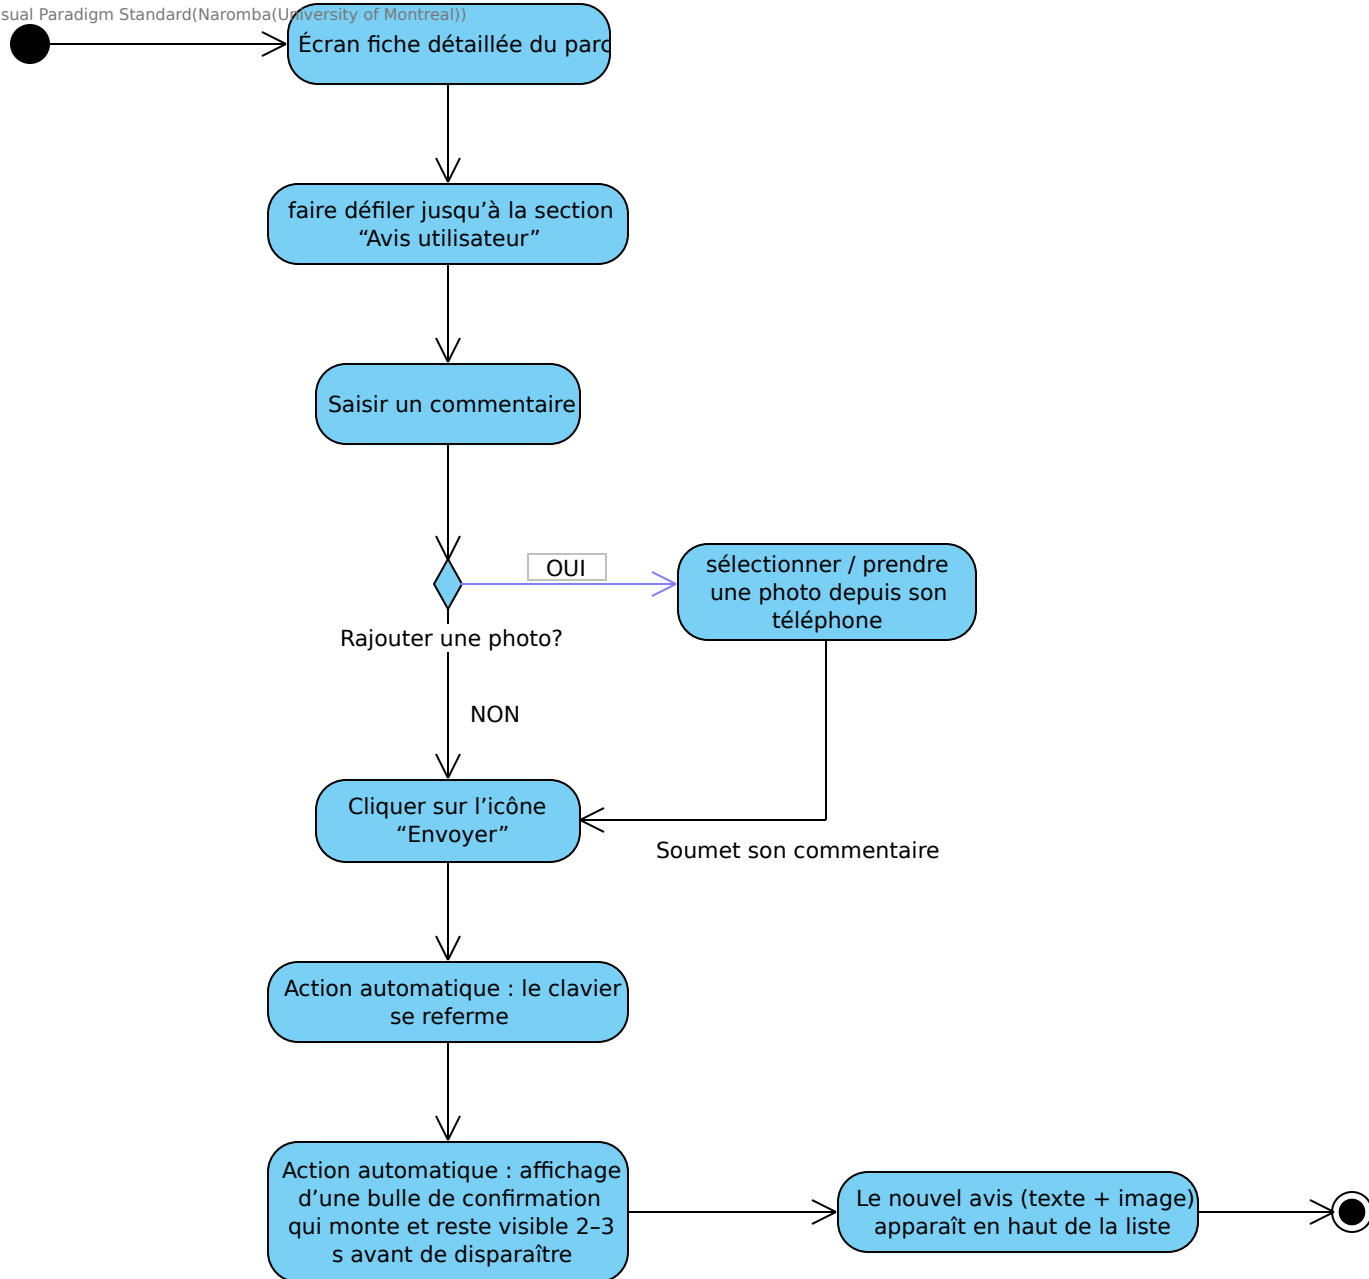 sual Paradigm Standard(Naromba(University of Montreal))
Écran fiche détaillée du parc
faire défiler jusqu’à la section
“Avis utilisateur”
Saisir un commentaire
OUI
sélectionner / prendre
une photo depuis son
téléphone
Rajouter une photo?
NON
Cliquer sur l’icône
“Envoyer”
Soumet son commentaire
Action automatique : le clavier
se referme
Action automatique : affichage
d’une bulle de confirmation
qui monte et reste visible 2–3
s avant de disparaître
Le nouvel avis (texte + image)
apparaît en haut de la liste